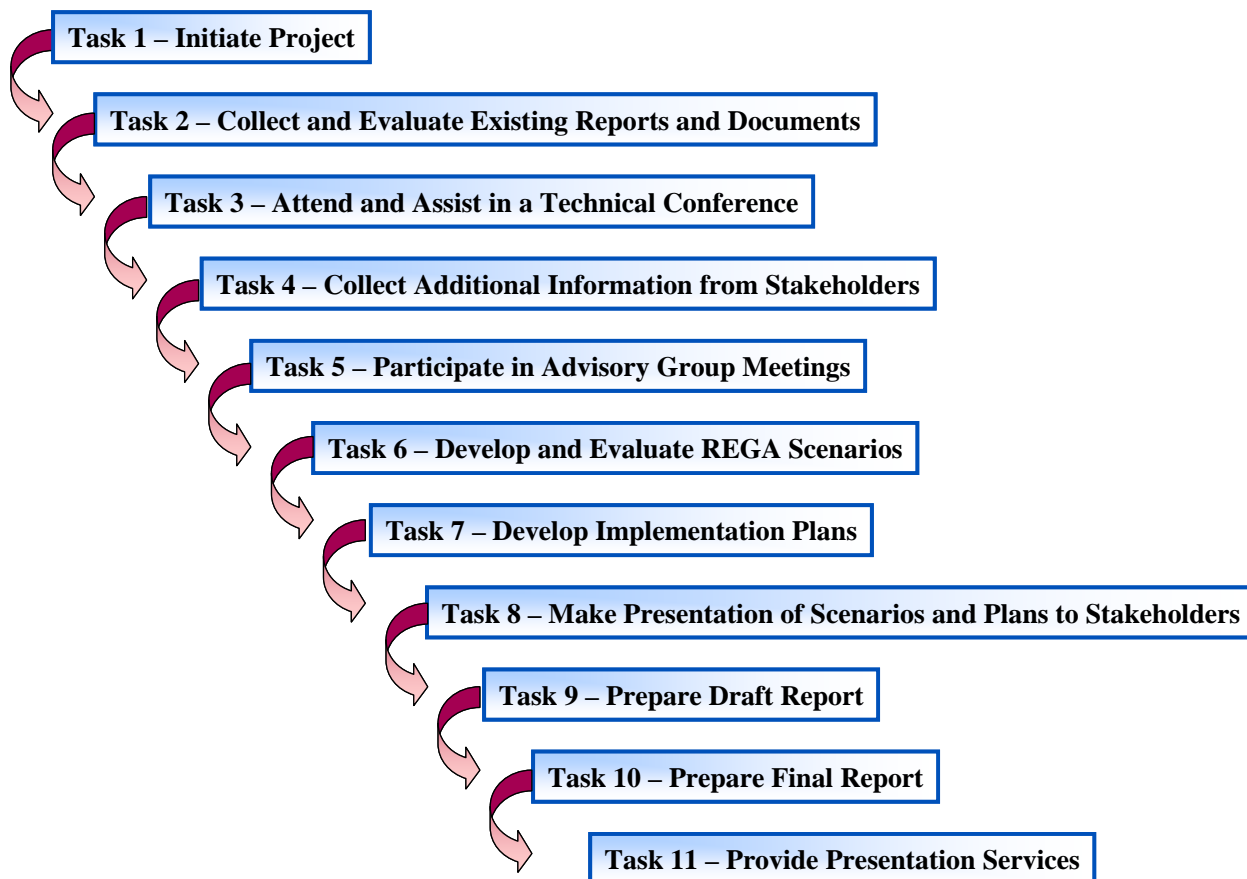 Task 1 – Initiate Project
Task 2 – Collect and Evaluate Existing Reports and Documents
Task 3 – Attend and Assist in a Technical Conference
Task 4 – Collect Additional Information from Stakeholders
Task 5 – Participate in Advisory Group Meetings
Task 6 – Develop and Evaluate REGA Scenarios
Task 7 – Develop Implementation Plans
Task 8 – Make Presentation of Scenarios and Plans to Stakeholders
Task 9 – Prepare Draft Report
Task 10 – Prepare Final Report
Task 11 – Provide Presentation Services